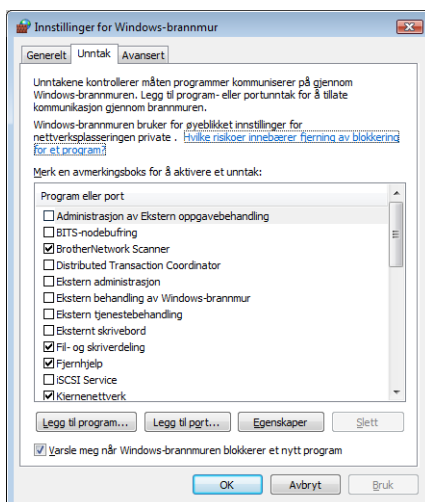 Innstillinger for Windows-brannmur
Generelt Unntak Avansert
Unntakene kontrollerer måten programmer kommuniserer på gjennom
Windows-brannmuren. Legg til program- eller portunntak for å tillate
kommunikasjon gjennom brannmuren.
Windows-brannmuren bruker for øyeblikket innstillinger for
nettverksplasseringen private . Hvilke risikoer innebærer fjerning av blokkering
for et program?
Merk en avmerkingsboks for å aktivere et unntak:
Program eller port
Administrasjon av Ekstern oppgavebehandling
BITS-nodebufring
BrotherNetwork Scanner
Distributed Transaction Coordinator
Ekstern administrasjon
Ekstern behandling av Windows-brannmur
Ekstern tjenestebehandling
Eksternt skrivebord
Fil- og skriverdeling
Fjernhjelp
iSCSI Service
Kjernenettverk
Legg til program... Legg til port... Egenskaper Slett
Varsle meg når Windows-brannmuren blokkerer et nytt program
OK Avbryt Bruk